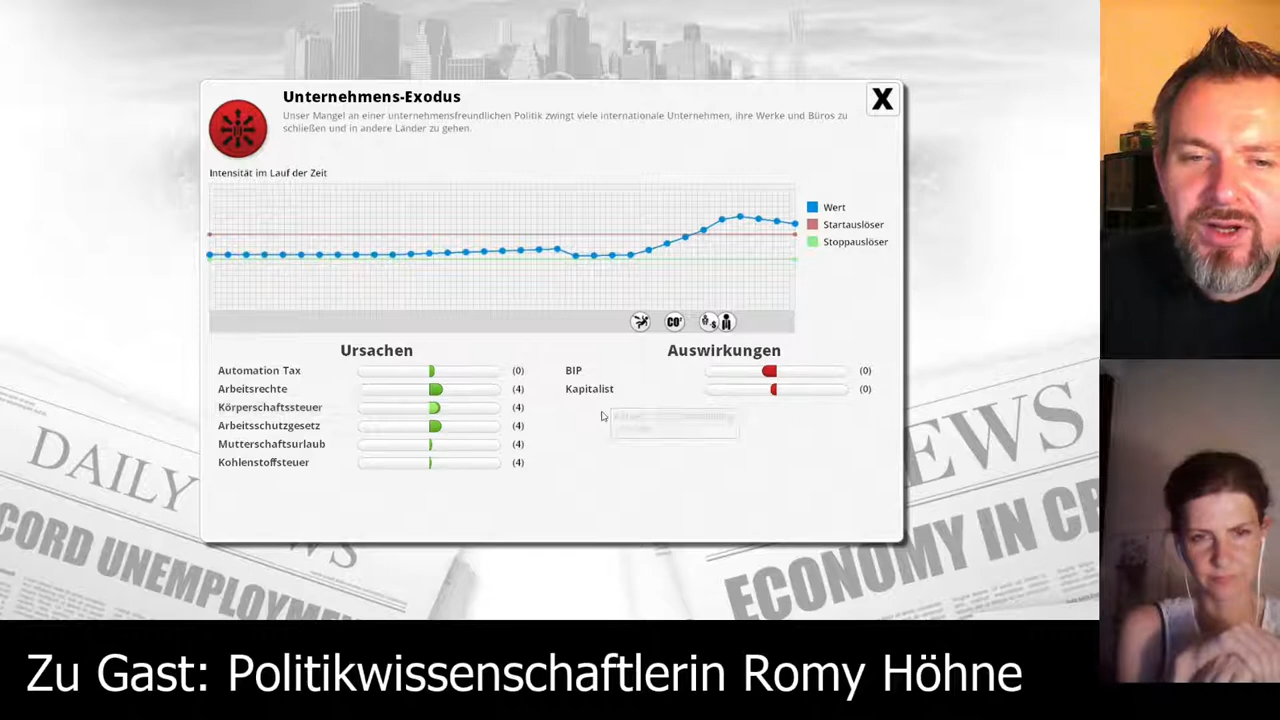 Unternehmens-Exodus
Unser Mangel an einer unternehmensfreundlichen Politik zwingt viele internationale Unternehmen, ihre Werke und Büros zu
schließen und in andere Länder zu gehen.
X
Intensität im Lauf der Zeit
Wert
Startauslöser
Stoppauslöser
CO²
Ursachen
Automation Tax (0)
Arbeitsrechte (4)
Körperschaftssteuer (4)
Arbeitsschutzgesetz (4)
Mutterschaftsurlaub (4)
Kohlenstoffsteuer (4)
Auswirkungen
BIP (0)
Kapitalist (0)
DAILY
NEWS
CORD UNEMPLOYME
ECONOMY IN CR
Zu Gast: Politikwissenschaftlerin Romy Höhne